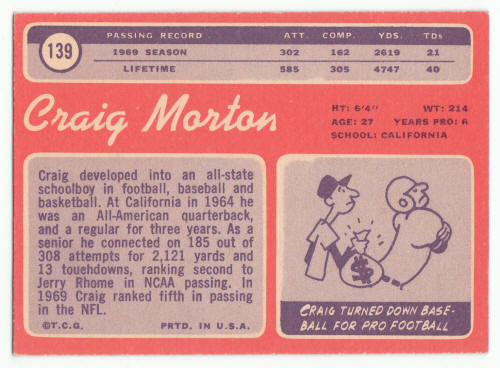 139
PASSING RECORD ATT. COMP. YDS. TDs
1969 SEASON 302 162 2619 21
LIFETIME 585 305 4747 40
Craig Morton
HT: 6'4" WT: 214
AGE: 27 YEARS PRO: 6
SCHOOL: CALIFORNIA
Craig developed into an all-state
schoolboy in football, baseball and
basketball. At California in 1964 he
was an All-American quarterback,
and a regular for three years. As a
senior he connected on 185 out of
308 attempts for 2,121 yards and
13 touchdowns, ranking second to
Jerry Rhome in NCAA passing. In
1969 Craig ranked fifth in passing
in the NFL.
©T.C.G. PRTD. IN U.S.A.
$
CRAIG TURNED DOWN BASE-
BALL FOR PRO FOOTBALL